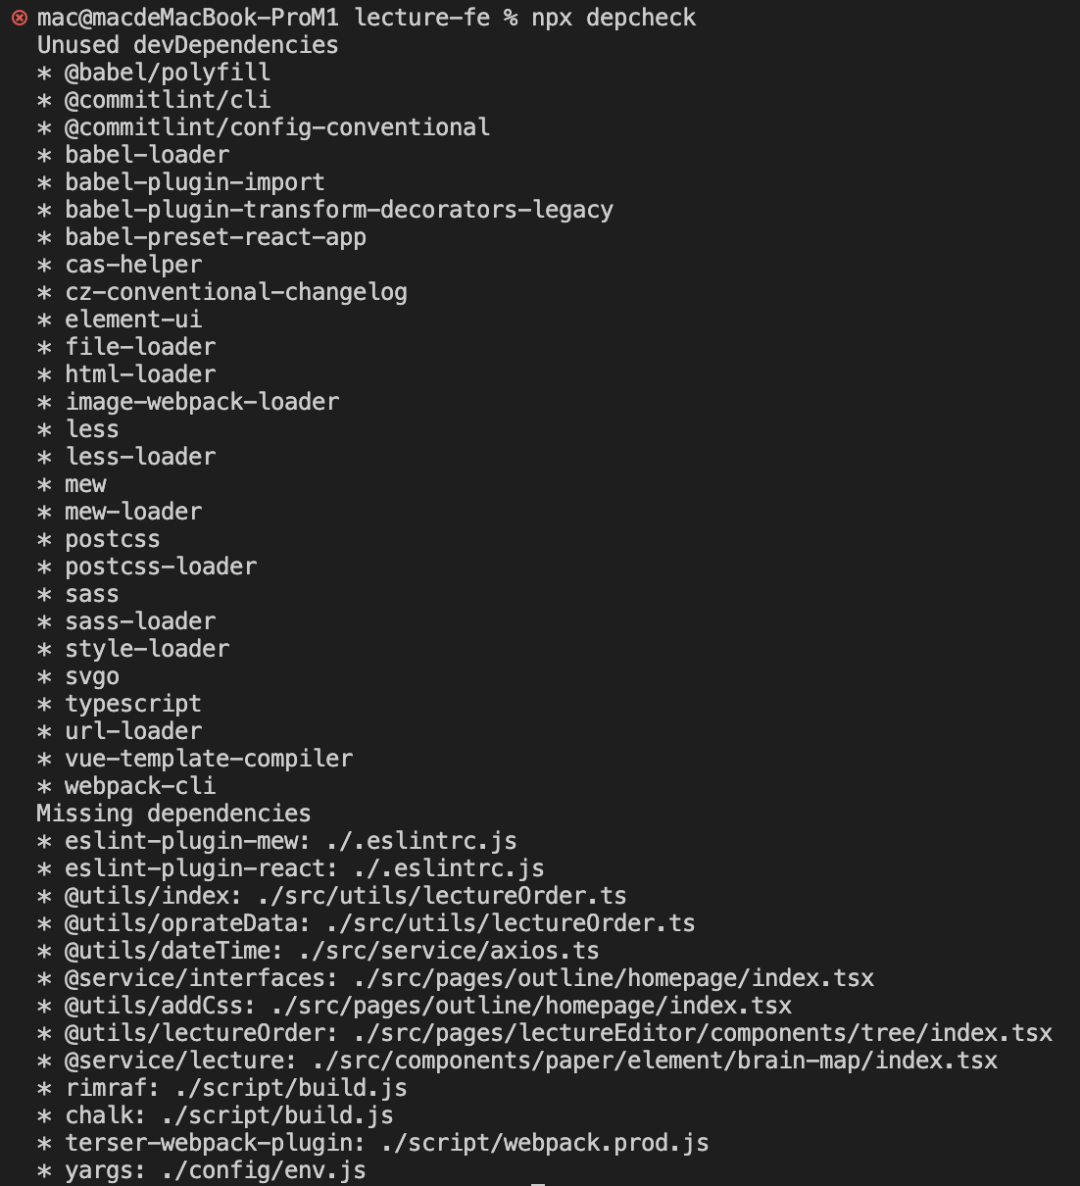 mac@macdeMacBook-ProM1 lecture-fe % npx depcheck
Unused devDependencies
* @babel/polyfill
* @commitlint/cli
* @commitlint/config-conventional
* babel-loader
* babel-plugin-import
* babel-plugin-transform-decorators-legacy
* babel-preset-react-app
* cas-helper
* cz-conventional-changelog
* element-ui
* file-loader
* html-loader
* image-webpack-loader
* less
* less-loader
* mew
* mew-loader
* postcss
* postcss-loader
* sass
* sass-loader
* style-loader
* svgo
* typescript
* url-loader
* vue-template-compiler
* webpack-cli
Missing dependencies
* eslint-plugin-mew: ./.eslintrc.js
* eslint-plugin-react: ./.eslintrc.js
* @utils/index: ./src/utils/lectureOrder.ts
* @utils/oprateData: ./src/utils/lectureOrder.ts
* @utils/dateTime: ./src/service/axios.ts
* @service/interfaces: ./src/pages/outline/homepage/index.tsx
* @utils/addCss: ./src/pages/outline/homepage/index.tsx
* @utils/lectureOrder: ./src/pages/lectureEditor/components/tree/index.tsx
* @service/lecture: ./src/components/paper/element/brain-map/index.tsx
* rimraf: ./script/build.js
* chalk: ./script/build.js
* terser-webpack-plugin: ./script/webpack.prod.js
* yargs: ./config/env.js